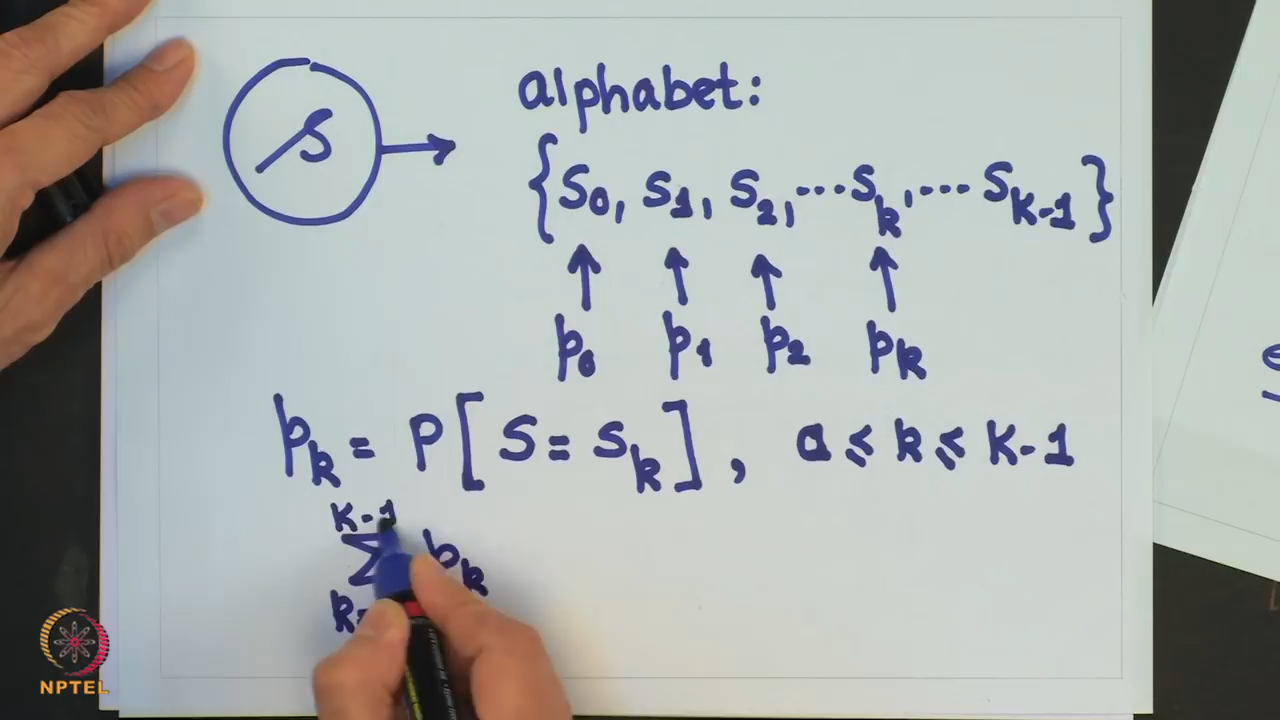 S → alphabet:
{s0, s1, s2, ... sk, ... sK-1}
↑ ↑ ↑ ↑
p0 p1 p2 pk
pk = P[S = sk], 0 ≤ k ≤ K-1
K-1
Σ pk
k=
NPTEL